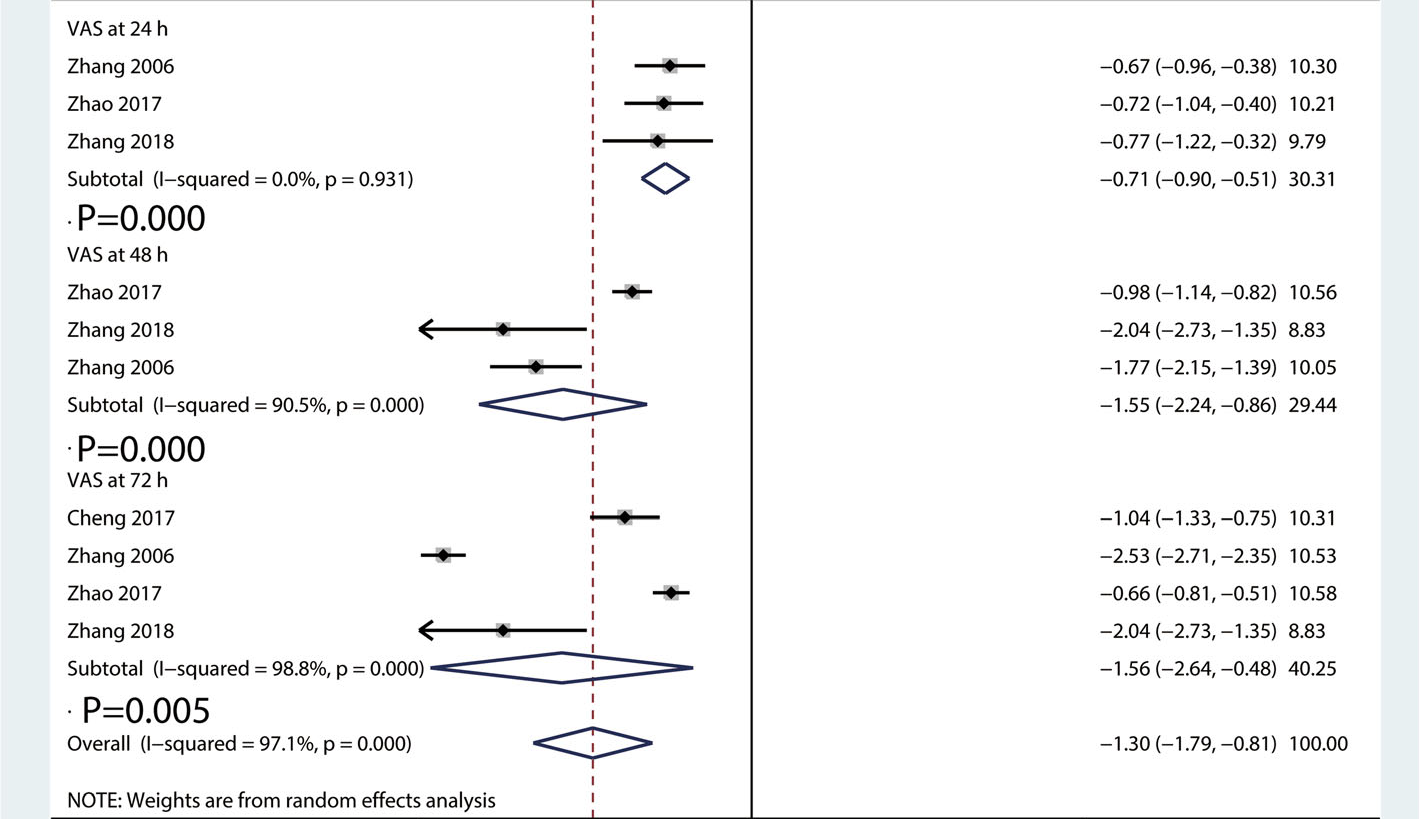 VAS at 24 h
Zhang 2006 −0.67 (−0.96, −0.38) 10.30
Zhao 2017 −0.72 (−1.04, −0.40) 10.21
Zhang 2018 −0.77 (−1.22, −0.32) 9.79
Subtotal (I−squared = 0.0%, p = 0.931) −0.71 (−0.90, −0.51) 30.31
. P=0.000
VAS at 48 h
Zhao 2017 −0.98 (−1.14, −0.82) 10.56
Zhang 2018 −2.04 (−2.73, −1.35) 8.83
Zhang 2006 −1.77 (−2.15, −1.39) 10.05
Subtotal (I−squared = 90.5%, p = 0.000) −1.55 (−2.24, −0.86) 29.44
. P=0.000
VAS at 72 h
Cheng 2017 −1.04 (−1.33, −0.75) 10.31
Zhang 2006 −2.53 (−2.71, −2.35) 10.53
Zhao 2017 −0.66 (−0.81, −0.51) 10.58
Zhang 2018 −2.04 (−2.73, −1.35) 8.83
Subtotal (I−squared = 98.8%, p = 0.000) −1.56 (−2.64, −0.48) 40.25
. P=0.005
Overall (I−squared = 97.1%, p = 0.000) −1.30 (−1.79, −0.81) 100.00
NOTE: Weights are from random effects analysis